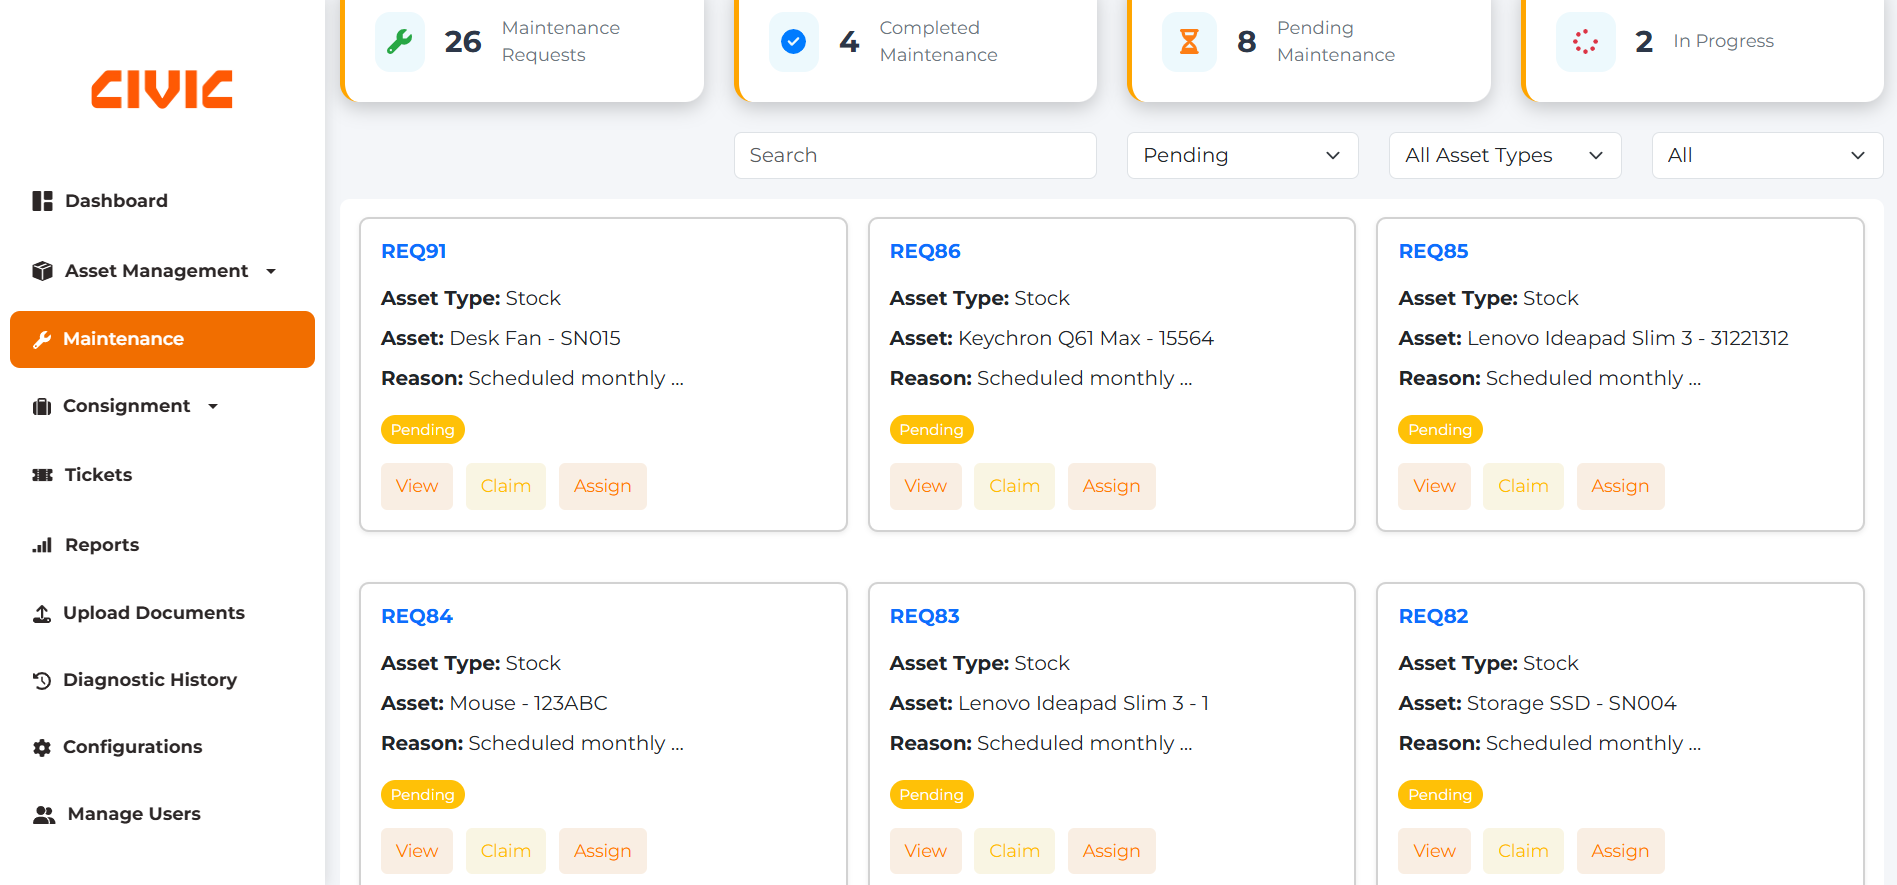 CIVIC
Dashboard
Asset Management
Maintenance
Consignment
Tickets
Reports
Upload Documents
Diagnostic History
Configurations
Manage Users
26
Maintenance
Requests
4
Completed
Maintenance
8
Pending
Maintenance
2
In Progress
Search
Pending
All Asset Types
All
REQ91
Asset Type: Stock
Asset: Desk Fan - SN015
Reason: Scheduled monthly ...
Pending
View Claim Assign
REQ86
Asset Type: Stock
Asset: Keychron Q61 Max - 15564
Reason: Scheduled monthly ...
Pending
View Claim Assign
REQ85
Asset Type: Stock
Asset: Lenovo Ideapad Slim 3 - 31221312
Reason: Scheduled monthly ...
Pending
View Claim Assign
REQ84
Asset Type: Stock
Asset: Mouse - 123ABC
Reason: Scheduled monthly ...
Pending
View Claim Assign
REQ83
Asset Type: Stock
Asset: Lenovo Ideapad Slim 3 - 1
Reason: Scheduled monthly ...
Pending
View Claim Assign
REQ82
Asset Type: Stock
Asset: Storage SSD - SN004
Reason: Scheduled monthly ...
Pending
View Claim Assign